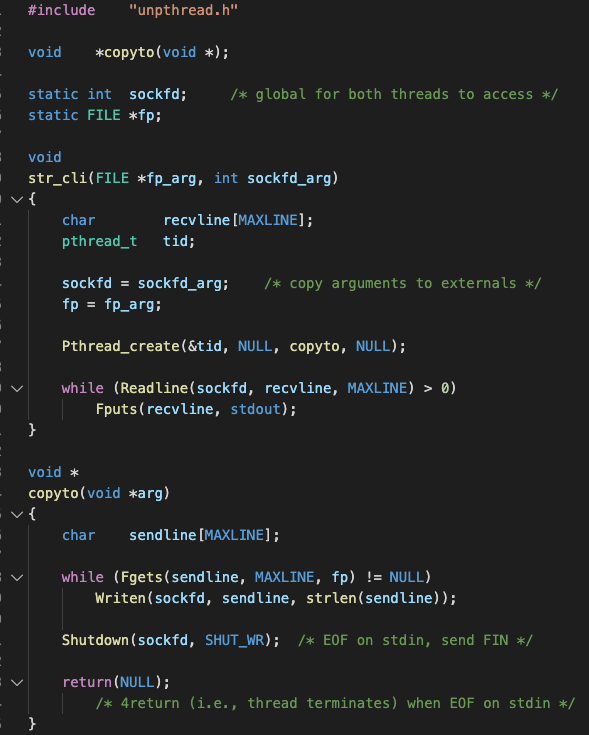 #include    "unpthread.h"
void    *copyto(void *);
static int  sockfd;     /* global for both threads to access */
static FILE *fp;
void
str_cli(FILE *fp_arg, int sockfd_arg)
{
    char        recvline[MAXLINE];
    pthread_t   tid;
    sockfd = sockfd_arg;    /* copy arguments to externals */
    fp = fp_arg;
    Pthread_create(&tid, NULL, copyto, NULL);
    while (Readline(sockfd, recvline, MAXLINE) > 0)
        Fputs(recvline, stdout);
}
void *
copyto(void *arg)
{
    char    sendline[MAXLINE];
    while (Fgets(sendline, MAXLINE, fp) != NULL)
        Writen(sockfd, sendline, strlen(sendline));
    Shutdown(sockfd, SHUT_WR);  /* EOF on stdin, send FIN */
    return(NULL);
        /* 4return (i.e., thread terminates) when EOF on stdin */
}